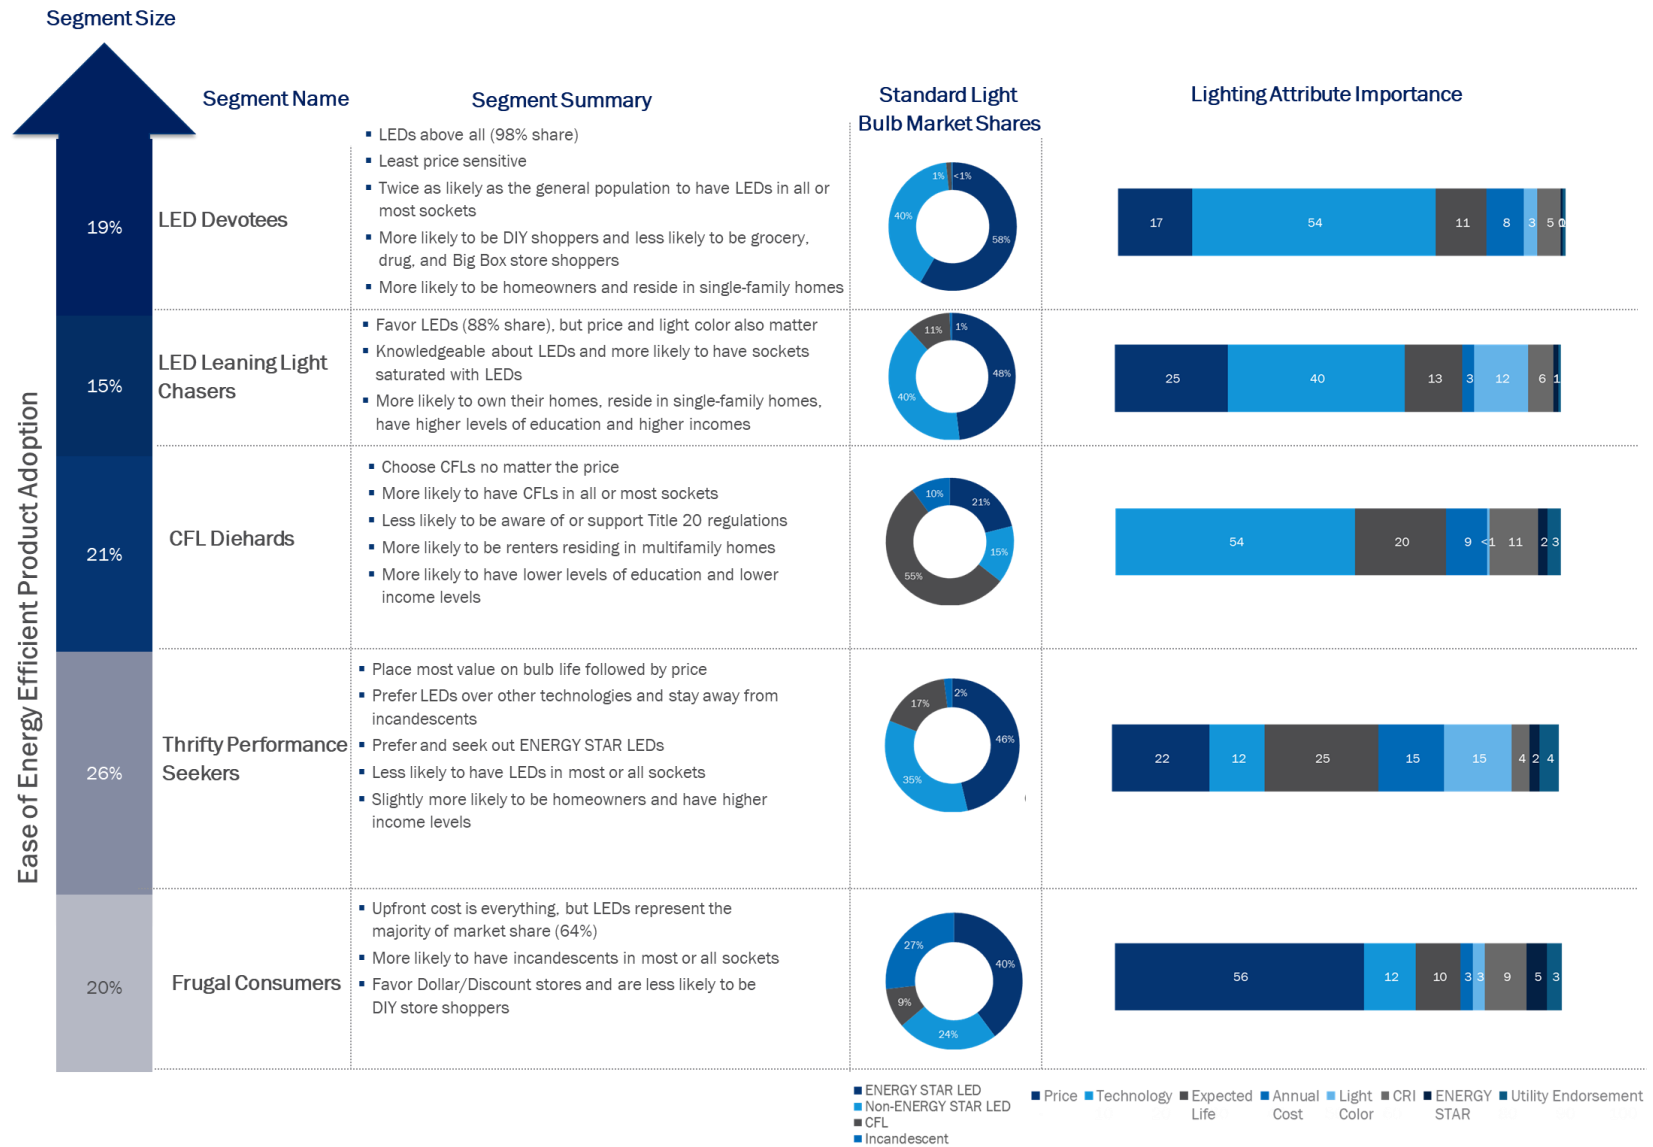 Segment Size
Segment Name
Segment Summary
Standard Light
Bulb Market Shares
Lighting Attribute Importance
Ease of Energy Efficient Product Adoption
19%
LED Devotees
▪ LEDs above all (98% share)
▪ Least price sensitive
▪ Twice as likely as the general population to have LEDs in all or
most sockets
▪ More likely to be DIY shoppers and less likely to be grocery,
drug, and Big Box store shoppers
▪ More likely to be homeowners and reside in single-family homes
1%
<1%
40%
58%
17 54 11 8 3 5
15%
LED Leaning Light
Chasers
▪ Favor LEDs (88% share), but price and light color also matter
▪ Knowledgeable about LEDs and more likely to have sockets
saturated with LEDs
▪ More likely to own their homes, reside in single-family homes,
have higher levels of education and higher incomes
11%
1%
48%
40%
25 40 13 3 12 6 1
21%
CFL Diehards
▪ Choose CFLs no matter the price
▪ More likely to have CFLs in all or most sockets
▪ Less likely to be aware of or support Title 20 regulations
▪ More likely to be renters residing in multifamily homes
▪ More likely to have lower levels of education and lower
income levels
10%
21%
15%
55%
54 20 9 <1 11 2 3
26%
Thrifty Performance
Seekers
▪ Place most value on bulb life followed by price
▪ Prefer LEDs over other technologies and stay away from
incandescents
▪ Prefer and seek out ENERGY STAR LEDs
▪ Less likely to have LEDs in most or all sockets
▪ Slightly more likely to be homeowners and have higher
income levels
2%
17%
46%
35%
22 12 25 15 15 4 2 4
20%
Frugal Consumers
▪ Upfront cost is everything, but LEDs represent the
majority of market share (64%)
▪ More likely to have incandescents in most or all sockets
▪ Favor Dollar/Discount stores and are less likely to be
DIY store shoppers
27%
40%
9%
24%
56 12 10 3 3 9 5 3
ENERGY STAR LED
Non-ENERGY STAR LED
CFL
Incandescent
Price
Technology
Expected
Life
Annual
Cost
Light
Color
CRI
ENERGY
STAR
Utility Endorsement